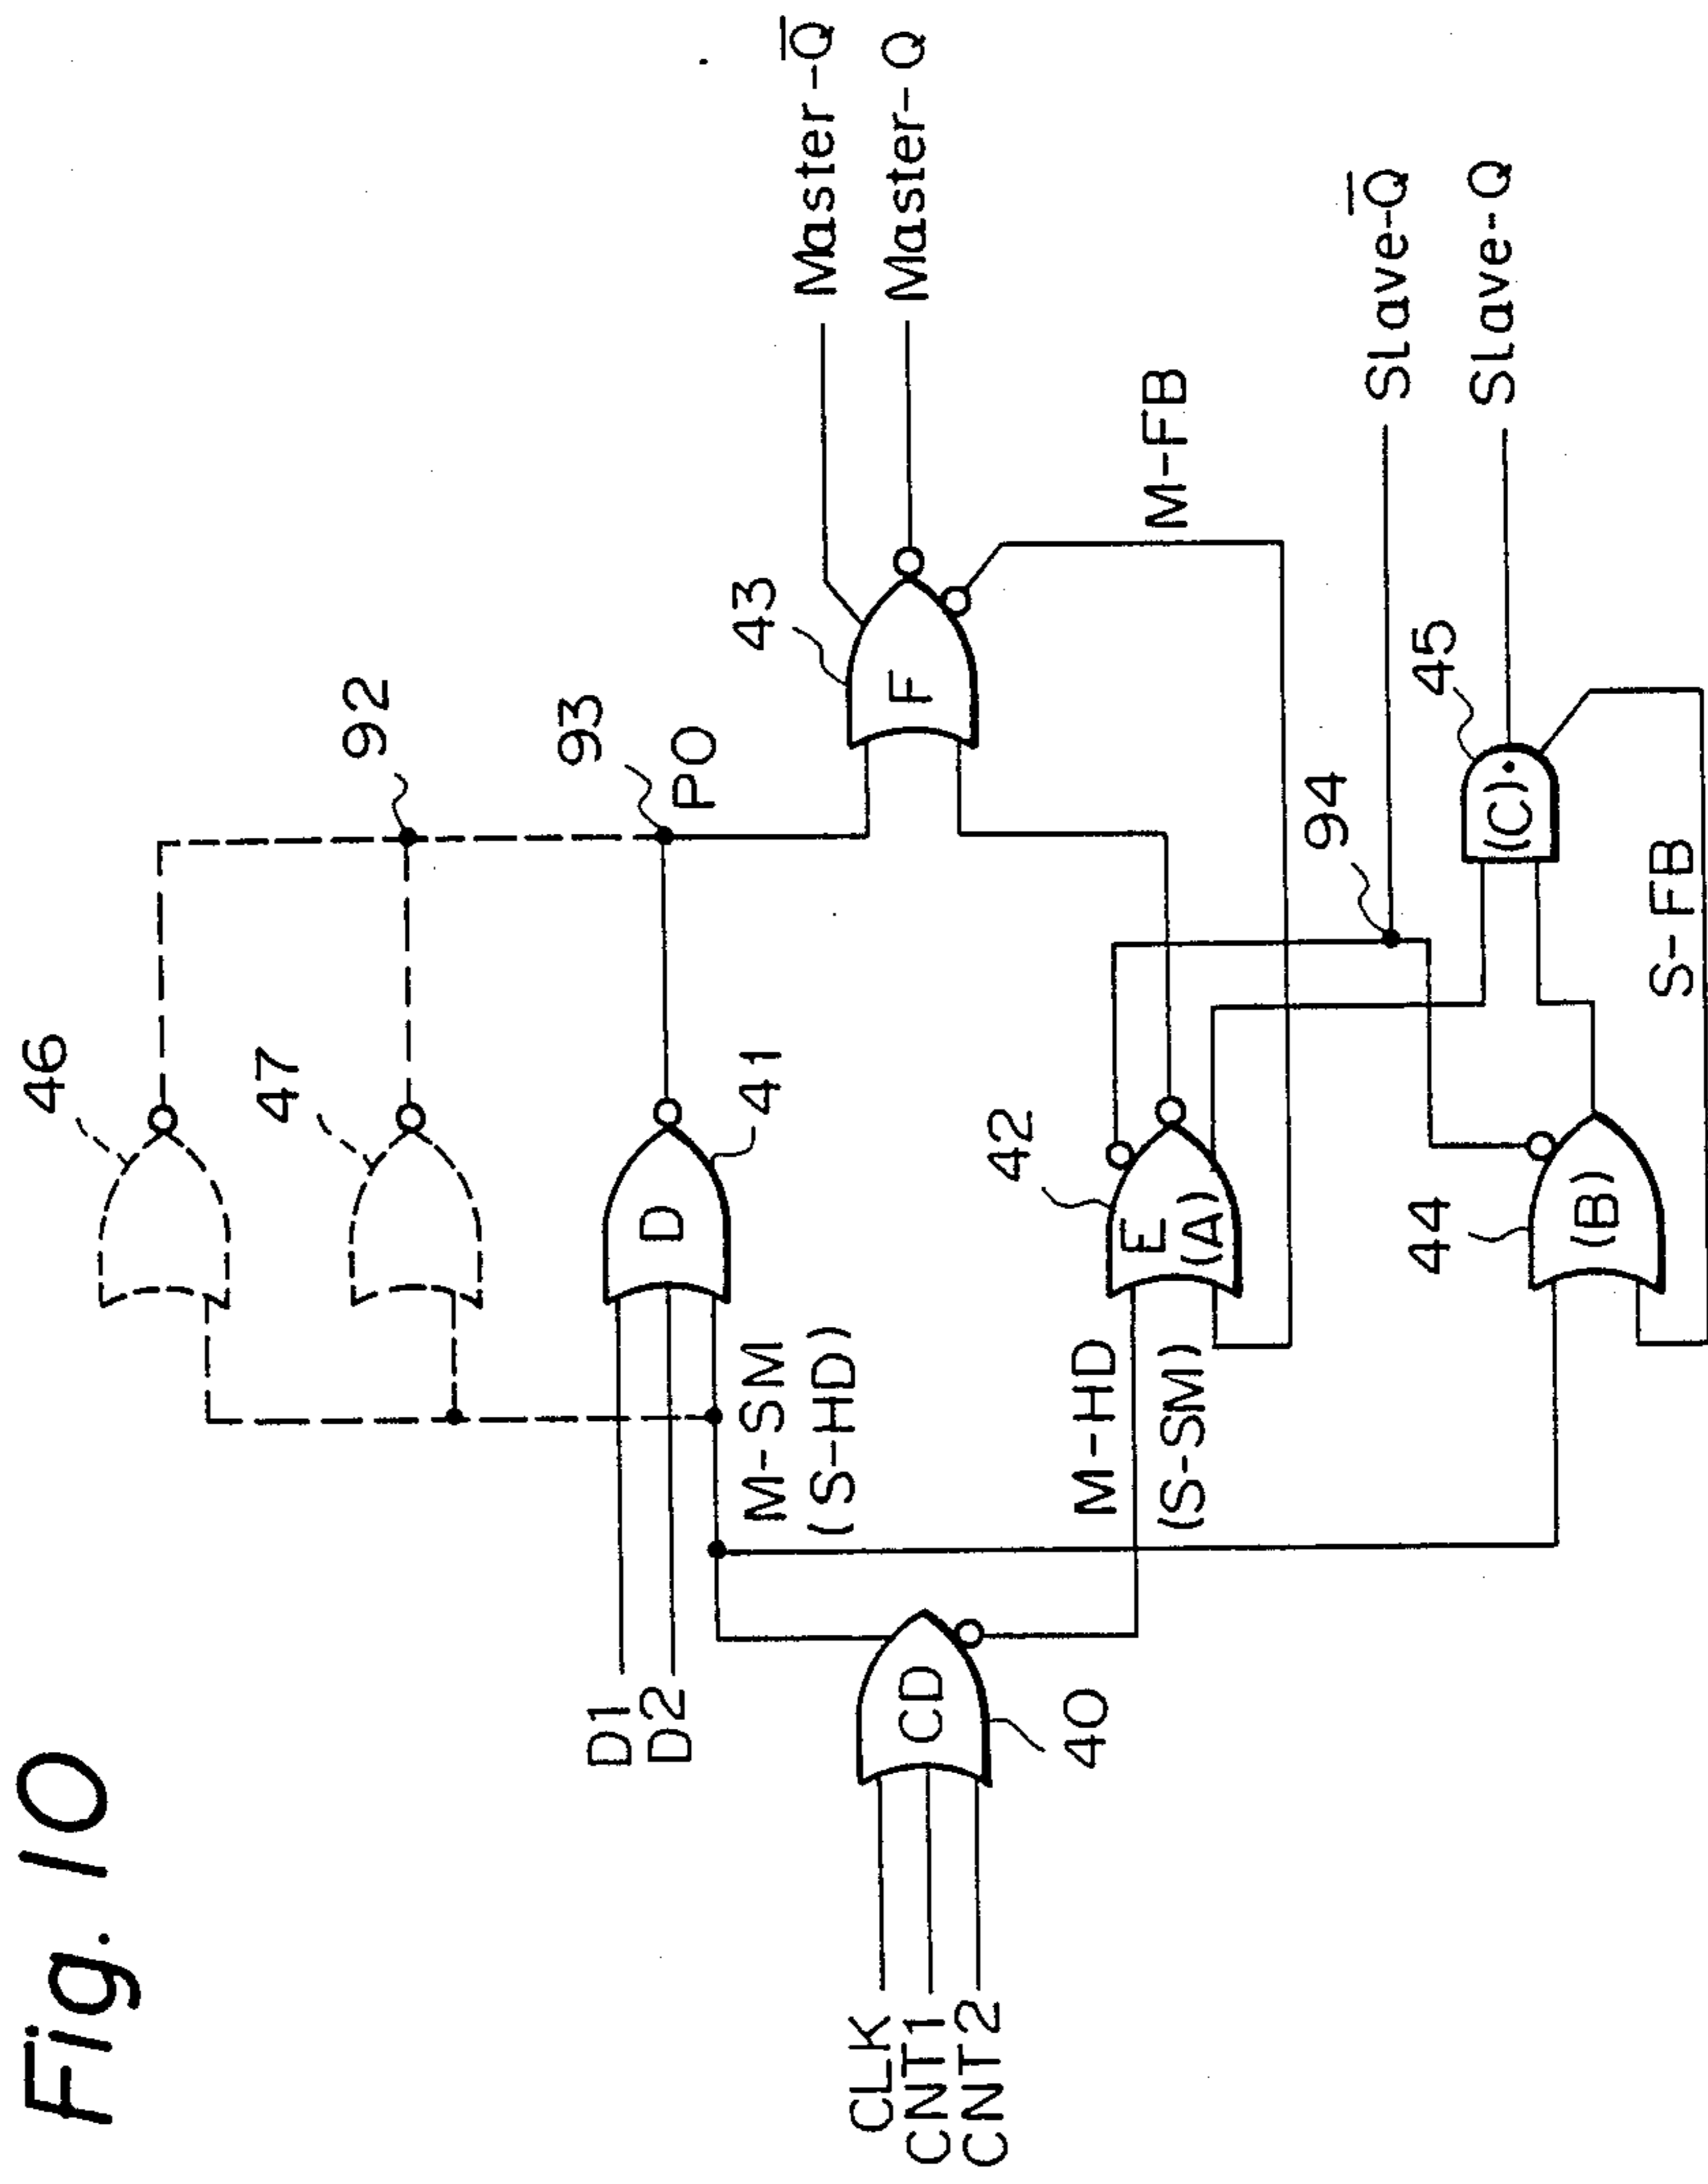 Fig. 10
46
92
47
93
PO
D1
D2
D
41
43
Master-Q̅
Master-Q
M-SM
(S-HD)
F
CLK
CNT1
CNT2
CD
40
M-HD
(S-SM)
42
E
(A)
M-FB
94
Slave-Q̅
Slave-Q
45
(C)
44
(B)
S-FB